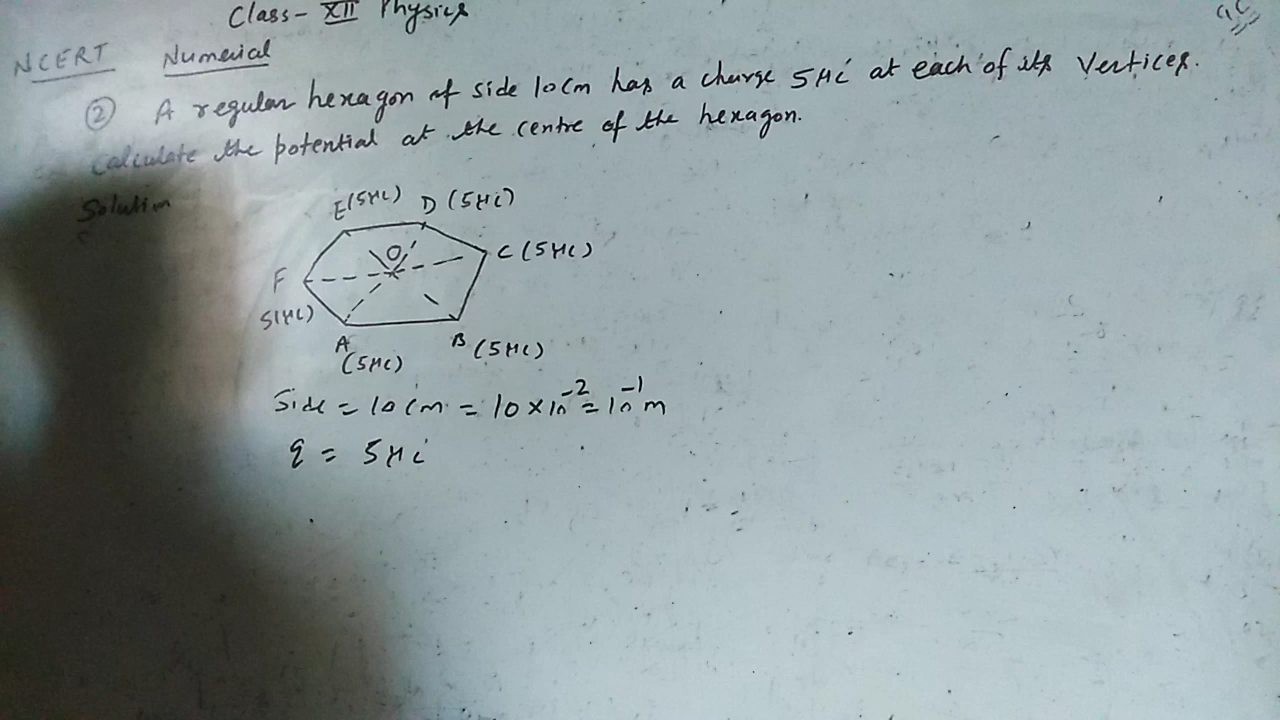 Class- XII Physics
NCERT Numerical
② A regular hexagon of side 10cm has a charge 5μC at each of its Vertices.
calculate the potential at the centre of the hexagon.
Solution
E(5μC) D (5μC)
O
C (5μC)
F
5(μC)
A B (5μC)
(5μC)
Side = 10cm = 10×10⁻² = 10⁻¹m
q = 5μC